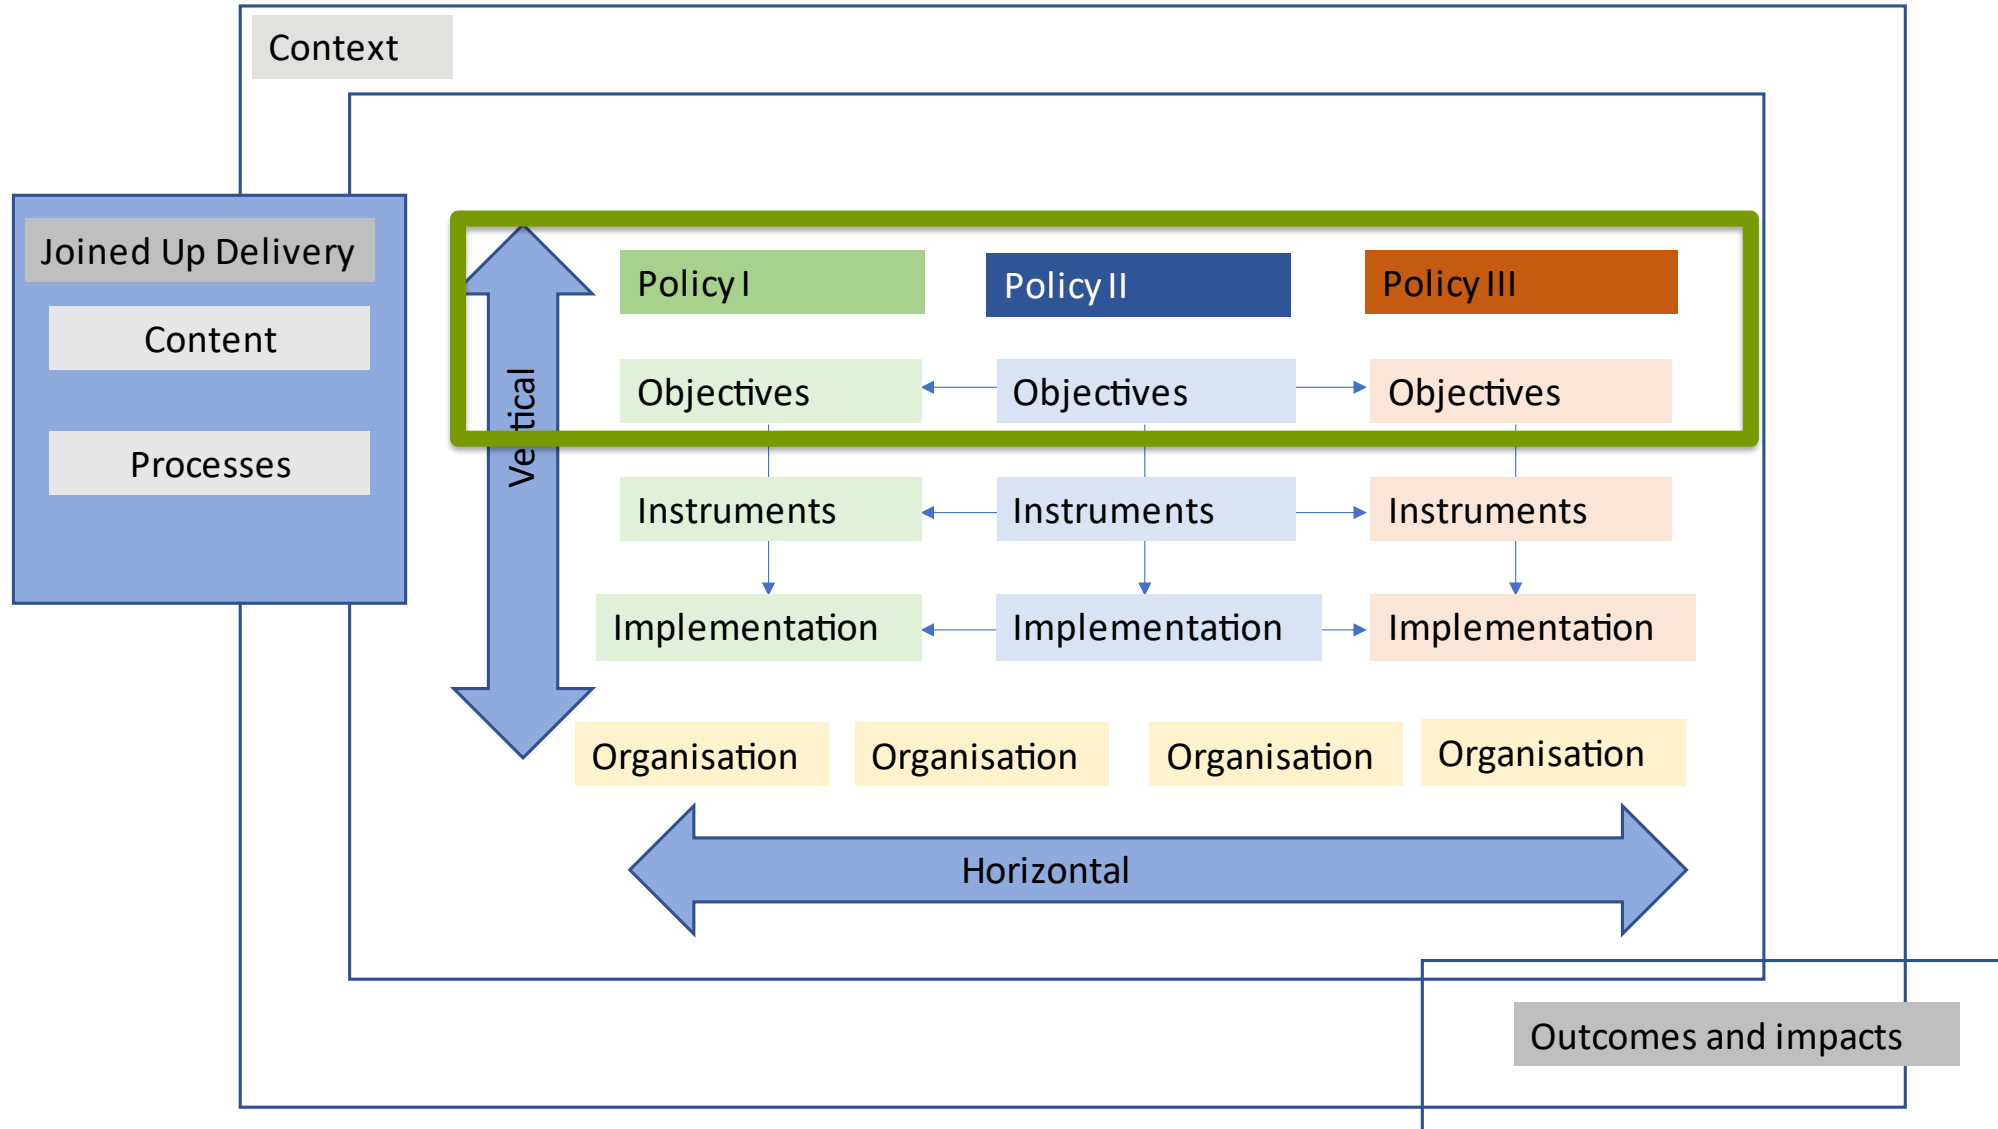 Context
Joined Up Delivery
Content
Processes
Vertical
Policy I
Policy II
Policy III
Objectives
Objectives
Objectives
Instruments
Instruments
Instruments
Implementation
Implementation
Implementation
Organisation
Organisation
Organisation
Organisation
Horizontal
Outcomes and impacts